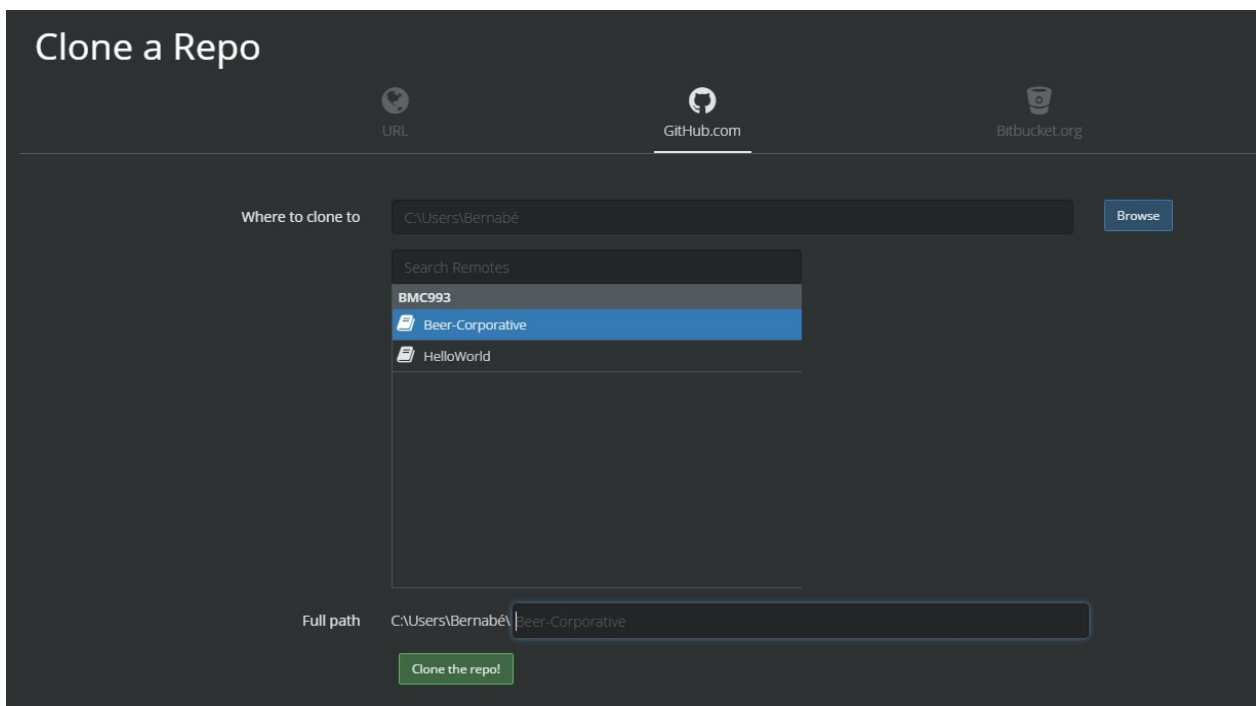 Clone a Repo
URL
GitHub.com
Bitbucket.org
Where to clone to C:\Users\Bernabé Browse
Search Remotes
BMC993
Beer-Corporative
HelloWorld
Full path C:\Users\Bernabé\ Beer-Corporative
Clone the repo!